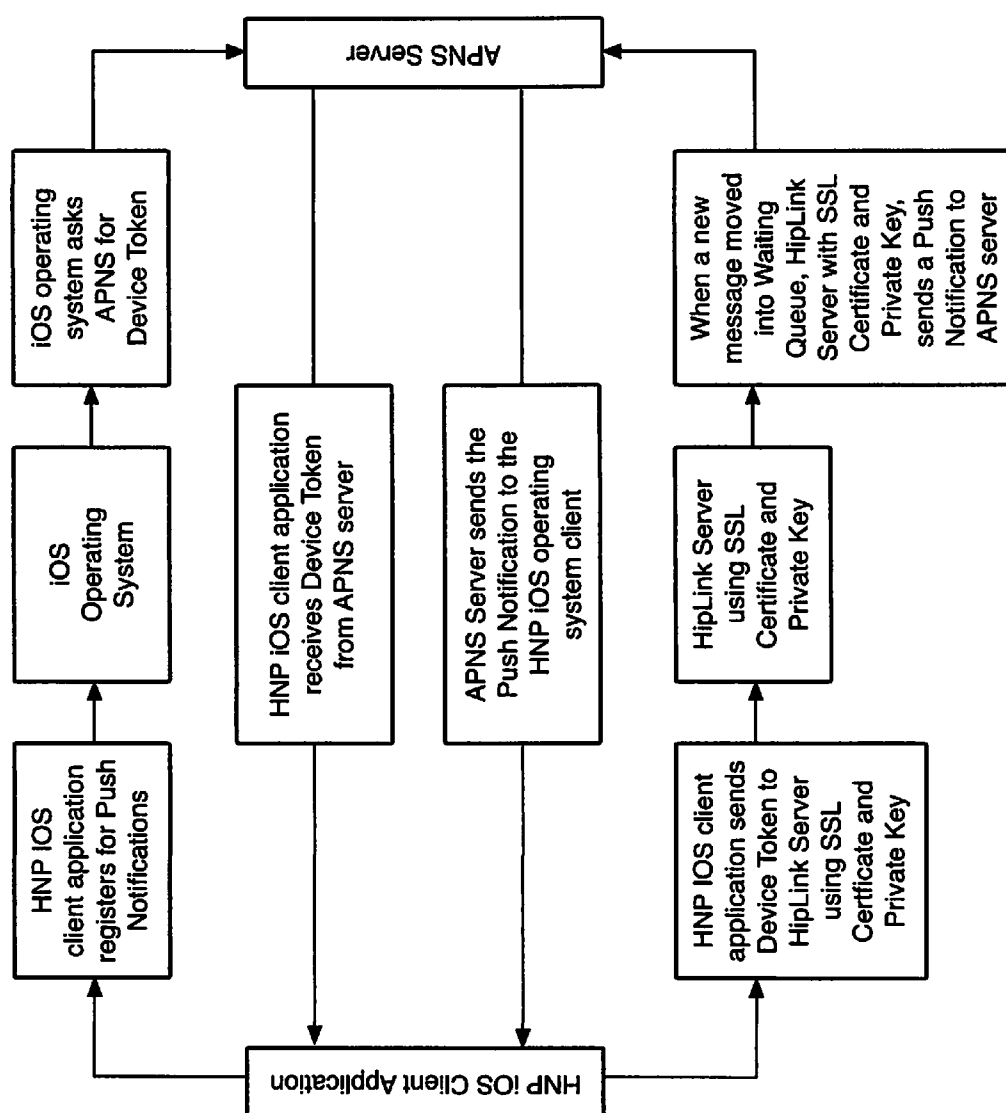 HNP iOS Client Application
HNP IOS
client application
registers for Push
Notifications
iOS
Operating
System
iOS operating
system asks
APNS for
Device Token
APNS Server
HNP iOS client application
receives Device Token
from APNS server
APNS Server sends the
Push Notification to the
HNP iOS operating
system client
HNP IOS client
application sends
Device Token to
HipLink Server
using SSL
Certficate and
Private Key
HipLink Server
using SSL
Certificate and
Private Key
When a new
message moved
into Waiting
Queue, HipLink
Server with SSL
Certificate and
Private Key,
sends a Push
Notification to
APNS server